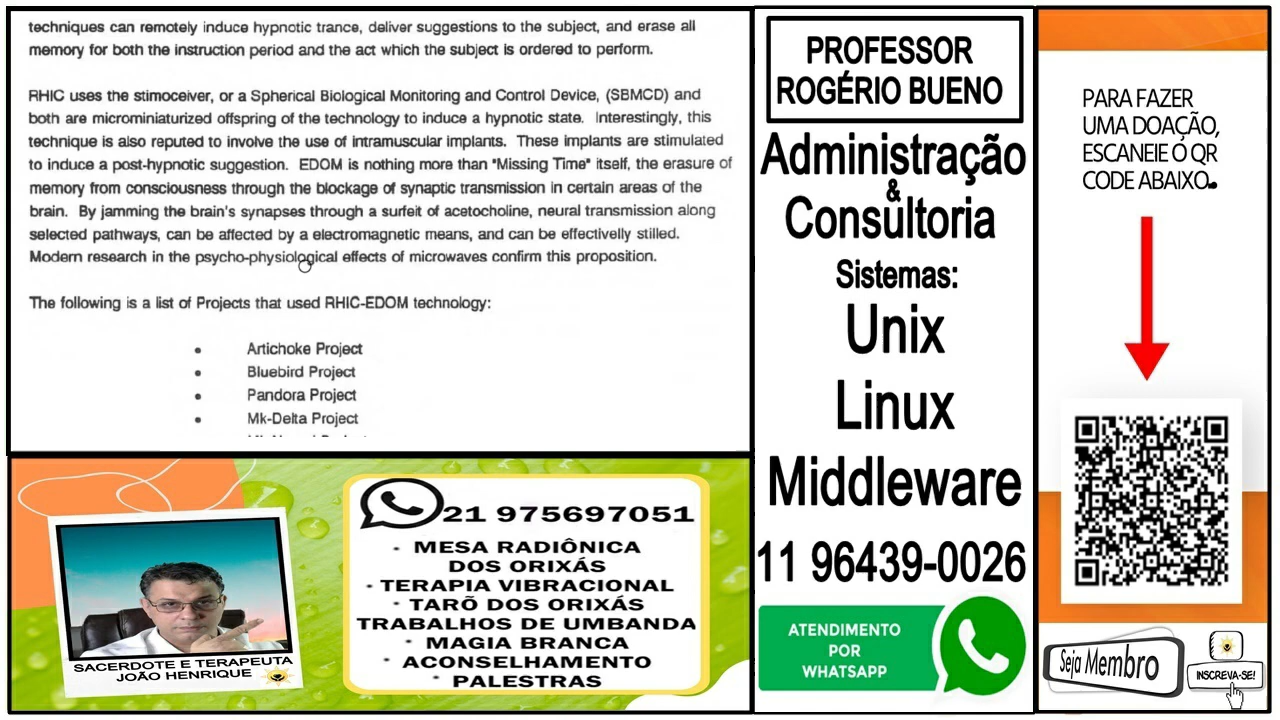 techniques can remotely induce hypnotic trance, deliver suggestions to the subject, and erase all
memory for both the instruction period and the act which the subject is ordered to perform.
RHIC uses the stimoceiver, or a Spherical Biological Monitoring and Control Device, (SBMCD) and
both are microminiaturized offspring of the technology to induce a hypnotic state. Interestingly, this
technique is also reputed to involve the use of intramuscular implants. These implants are stimulated
to induce a post-hypnotic suggestion. EDOM is nothing more than "Missing Time" itself, the erasure of
memory from consciousness through the blockage of synaptic transmission in certain areas of the
brain. By jamming the brain's synapses through a surfeit of acetocholine, neural transmission along
selected pathways, can be affected by a electromagnetic means, and can be effectivelly stilled.
Modern research in the psycho-physiological effects of microwaves confirm this proposition.
The following is a list of Projects that used RHIC-EDOM technology:
• Artichoke Project
• Bluebird Project
• Pandora Project
• Mk-Delta Project
SACERDOTE E TERAPEUTA
JOÃO HENRIQUE
21 975697051
· MESA RADIÔNICA
DOS ORIXÁS
· TERAPIA VIBRACIONAL
· TARÕ DOS ORIXÁS
TRABALHOS DE UMBANDA
· MAGIA BRANCA
· ACONSELHAMENTO
· PALESTRAS
PROFESSOR
ROGÉRIO BUENO
Administração
&
Consultoria
Sistemas:
Unix
Linux
Middleware
11 96439-0026
ATENDIMENTO
POR
WHATSAPP
PARA FAZER
UMA DOAÇÃO,
ESCANEIE O QR
CODE ABAIXO..
Seja Membro
INSCREVA-SE!